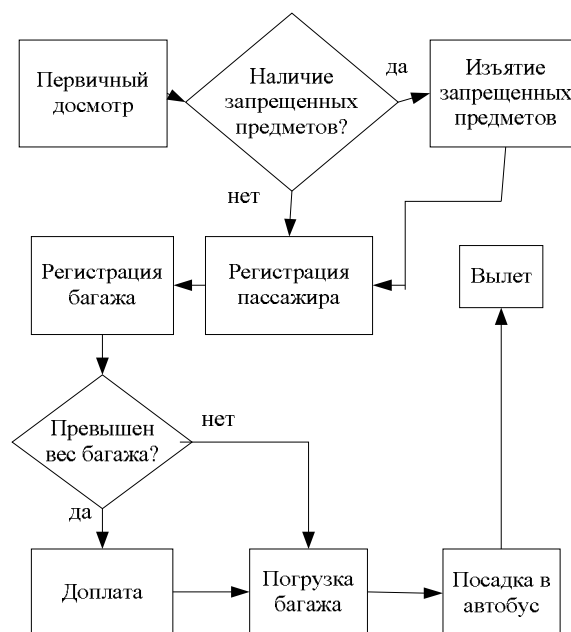 Первичный
досмотр
Наличие
запрещенных
предметов?
да
Изъятие
запрещенных
предметов
нет
Регистрация
багажа
Регистрация
пассажира
Вылет
Превышен
вес багажа?
нет
да
Доплата
Погрузка
багажа
Посадка в
автобус